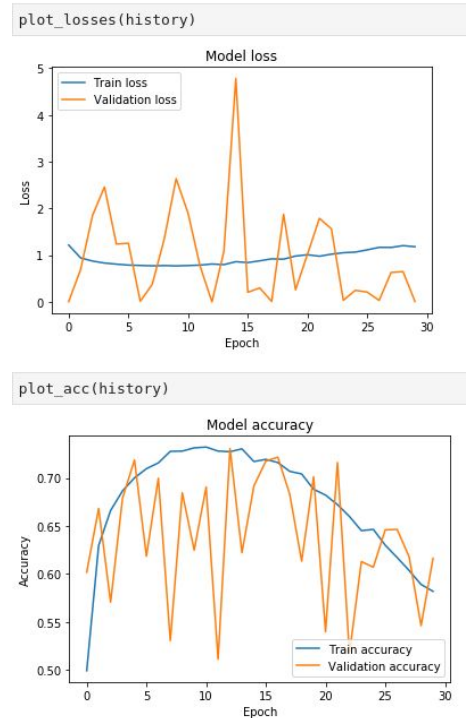 plot_losses(history)
Model loss
Train loss
Validation loss
5
4
3
2
1
0
Loss
0 5 10 15 20 25 30
Epoch
plot_acc(history)
Model accuracy
0.70
0.65
0.60
0.55
0.50
Accuracy
Train accuracy
Validation accuracy
0 5 10 15 20 25 30
Epoch